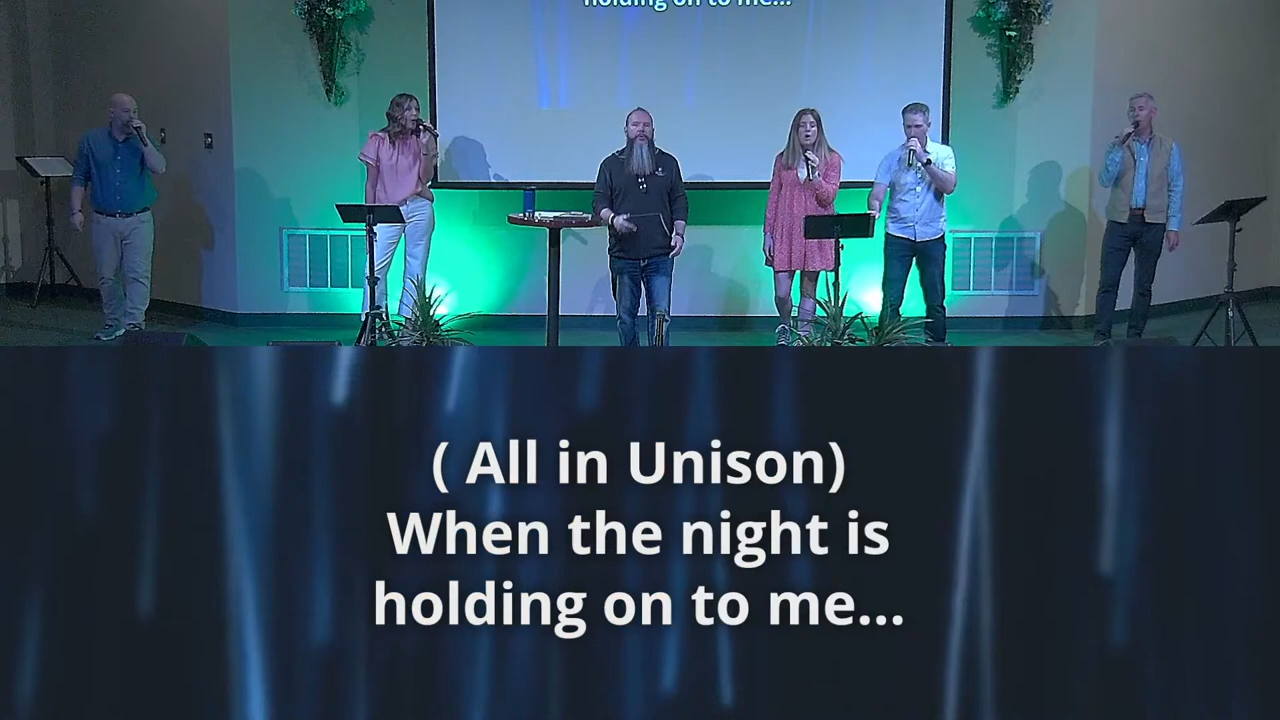 holding on to me...
( All in Unison)
When the night is
holding on to me...